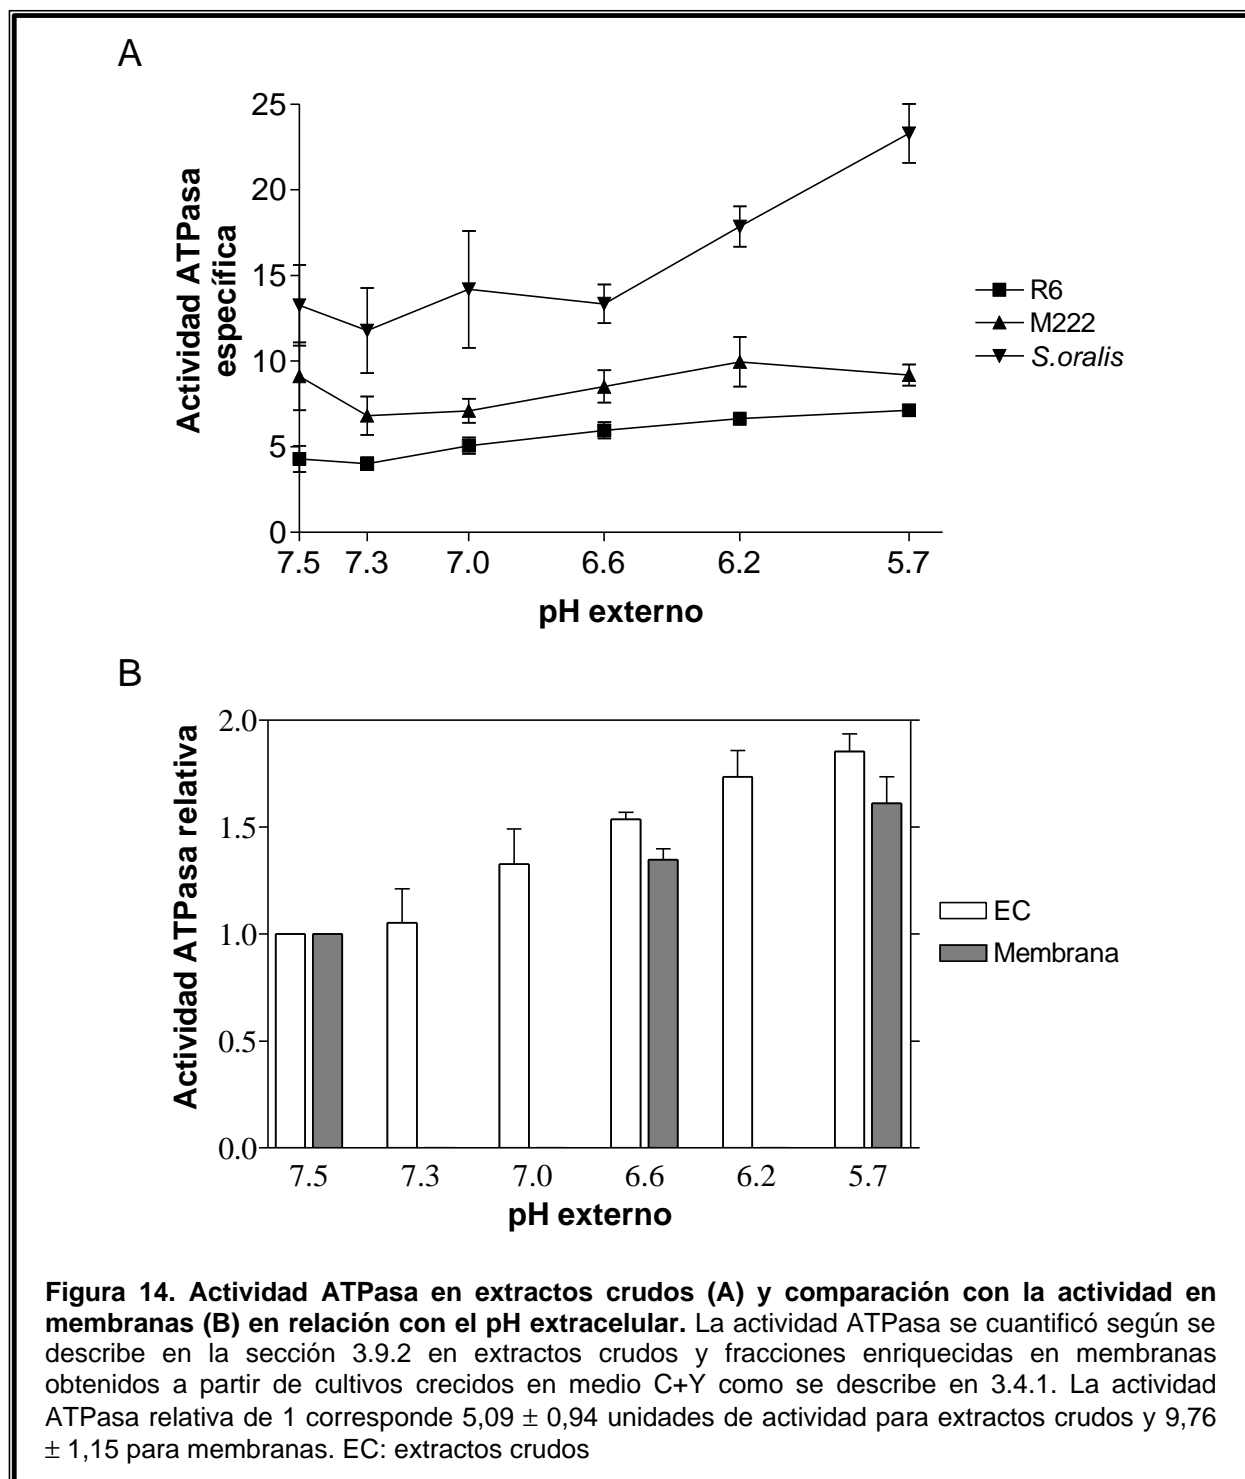 A
25
20
15
10
5
0
Actividad ATPasa
específica
7.5 7.3 7.0 6.6 6.2 5.7
pH externo
R6
M222
S.oralis
B
2.0
1.5
1.0
0.5
0.0
Actividad ATPasa relativa
7.5 7.3 7.0 6.6 6.2 5.7
pH externo
EC
Membrana
Figura 14. Actividad ATPasa en extractos crudos (A) y comparación con la actividad en
membranas (B) en relación con el pH extracelular. La actividad ATPasa se cuantificó según se
describe en la sección 3.9.2 en extractos crudos y fracciones enriquecidas en membranas
obtenidos a partir de cultivos crecidos en medio C+Y como se describe en 3.4.1. La actividad
ATPasa relativa de 1 corresponde 5,09 ± 0,94 unidades de actividad para extractos crudos y 9,76
± 1,15 para membranas. EC: extractos crudos